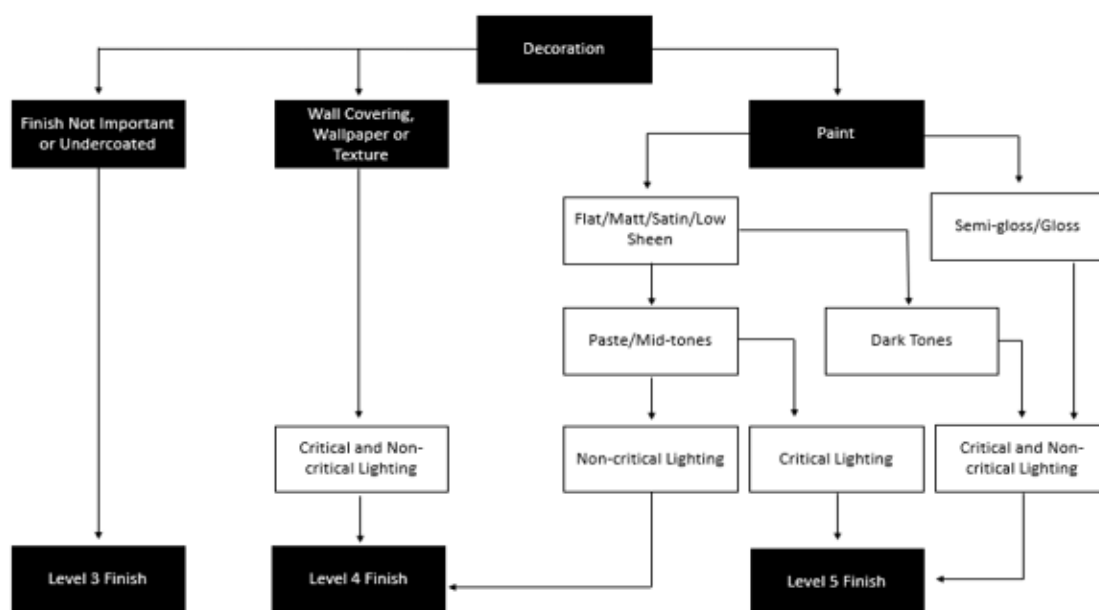 Decoration
Finish Not Important
or Undercoated
Wall Covering,
Wallpaper or
Texture
Paint
Flat/Matt/Satin/Low
Sheen
Semi-gloss/Gloss
Paste/Mid-tones
Dark Tones
Critical and Non-
critical Lighting
Non-critical Lighting
Critical Lighting
Critical and Non-
critical Lighting
Level 3 Finish
Level 4 Finish
Level 5 Finish